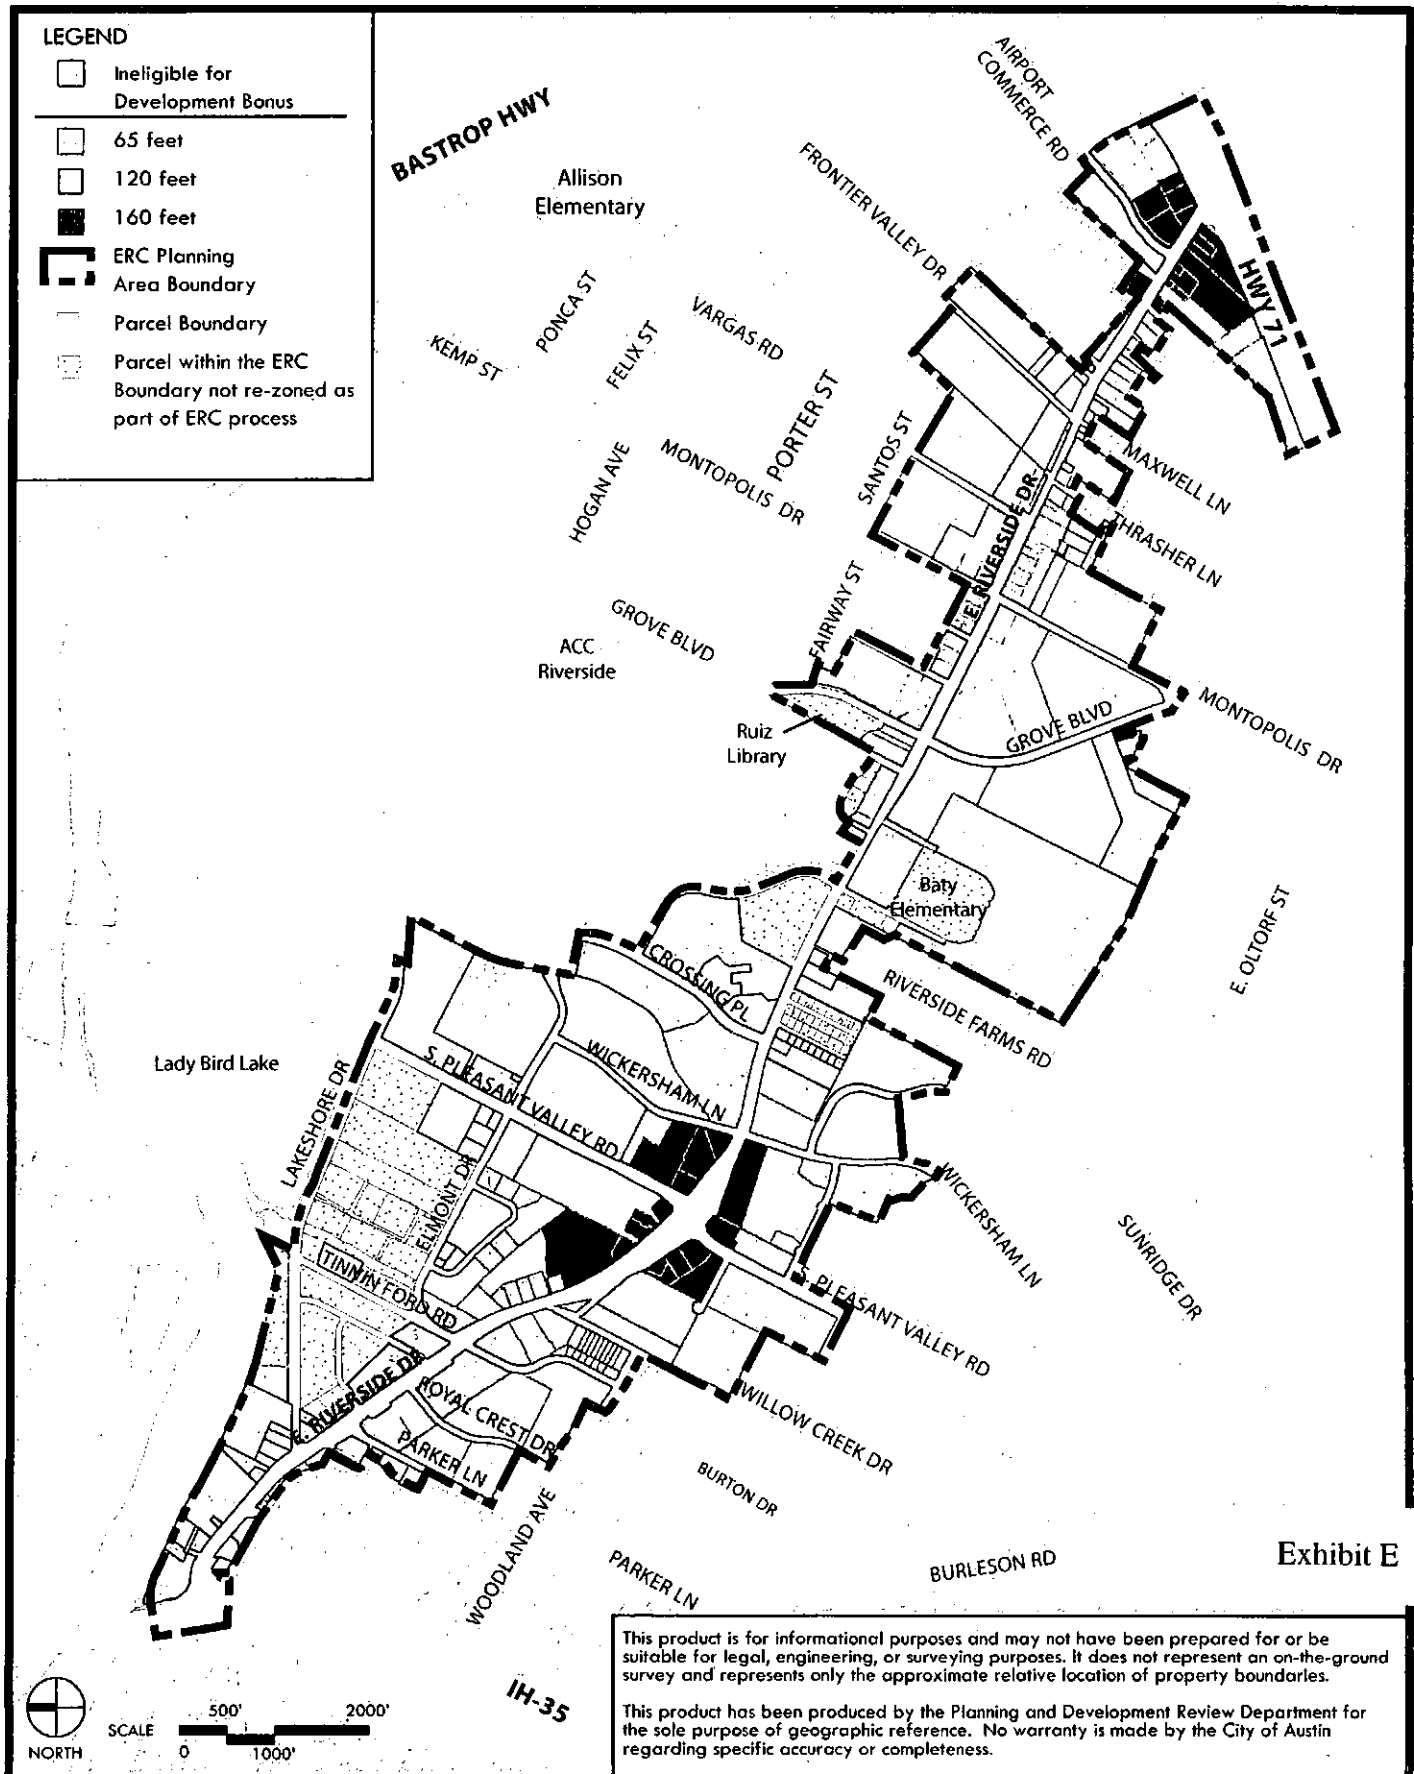 LEGEND
Ineligible for
Development Bonus
65 feet
120 feet
160 feet
ERC Planning
Area Boundary
Parcel Boundary
Parcel within the ERC
Boundary not re-zoned as
part of ERC process
BASTROP HWY
Allison
Elementary
AIRPORT
COMMERCE RD
FRONTIER VALLEY DR
HWY 71
KEMP ST
PONCA ST
FELIX ST
VARGAS RD
PORTER ST
SANTOS ST
HOGAN AVE
MONTOPOLIS DR
MAXWELL LN
THRASHER LN
E. RIVERSIDE DR
GROVE BLVD
FAIRWAY ST
ACC
Riverside
Ruiz
Library
GROVE BLVD
MONTOPOLIS DR
Baty
Elementary
E. OLTORF ST
CROSSING PL
RIVERSIDE FARMS RD
Lady Bird Lake
LAKESHORE DR
S. PLEASANT VALLEY RD
WICKERSHAM LN
ELMONT DR
WICKERSHAM LN
SUNRIDGE DR
TINNIN FORD RD
S. PLEASANT VALLEY RD
E. RIVERSIDE DR
ROYAL CREST DR
PARKER LN
WILLOW CREEK DR
BURTON DR
WOODLAND AVE
PARKER LN
BURLESON RD
Exhibit E
IH-35
NORTH
SCALE
500'
2000'
0
1000'
This product is for informational purposes and may not have been prepared for or be
suitable for legal, engineering, or surveying purposes. It does not represent an on-the-ground
survey and represents only the approximate relative location of property boundaries.
This product has been produced by the Planning and Development Review Department for
the sole purpose of geographic reference. No warranty is made by the City of Austin
regarding specific accuracy or completeness.